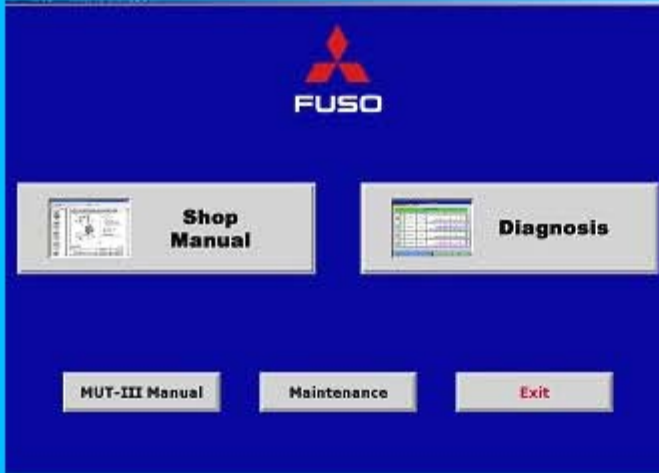 FUSO
Shop
Manual
Diagnosis
MUT-III Manual
Maintenance
Exit